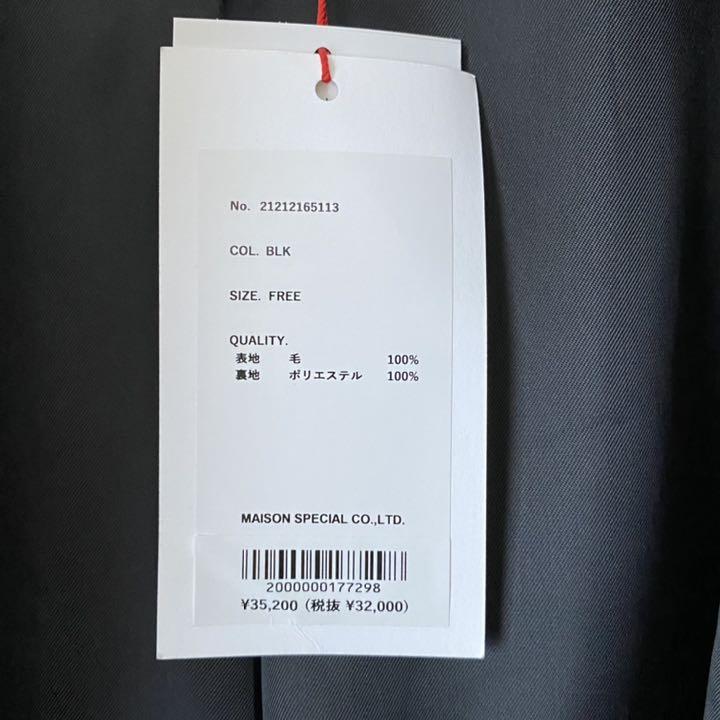 No. 21212165113
COL. BLK
SIZE. FREE
QUALITY.
表地 毛 100%
裏地 ポリエステル 100%
MAISON SPECIAL CO.,LTD.
2000000177298
¥35,200 (税抜 ¥32,000)